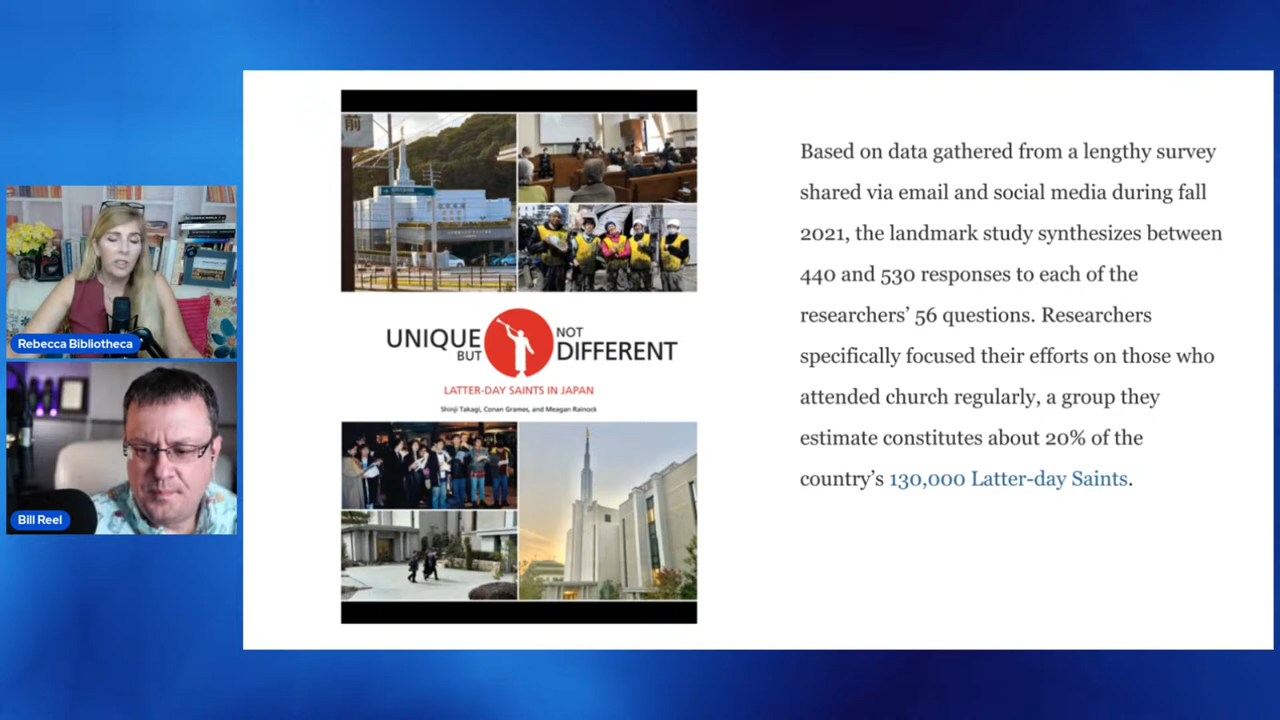 Rebecca Bibliotheca
Bill Reel
前
UNIQUE
BUT
NOT
DIFFERENT
LATTER-DAY SAINTS IN JAPAN
Shinji Takagi, Conan Grames, and Meagan Rainock
Based on data gathered from a lengthy survey
shared via email and social media during fall
2021, the landmark study synthesizes between
440 and 530 responses to each of the
researchers’ 56 questions. Researchers
specifically focused their efforts on those who
attended church regularly, a group they
estimate constitutes about 20% of the
country’s 130,000 Latter-day Saints.